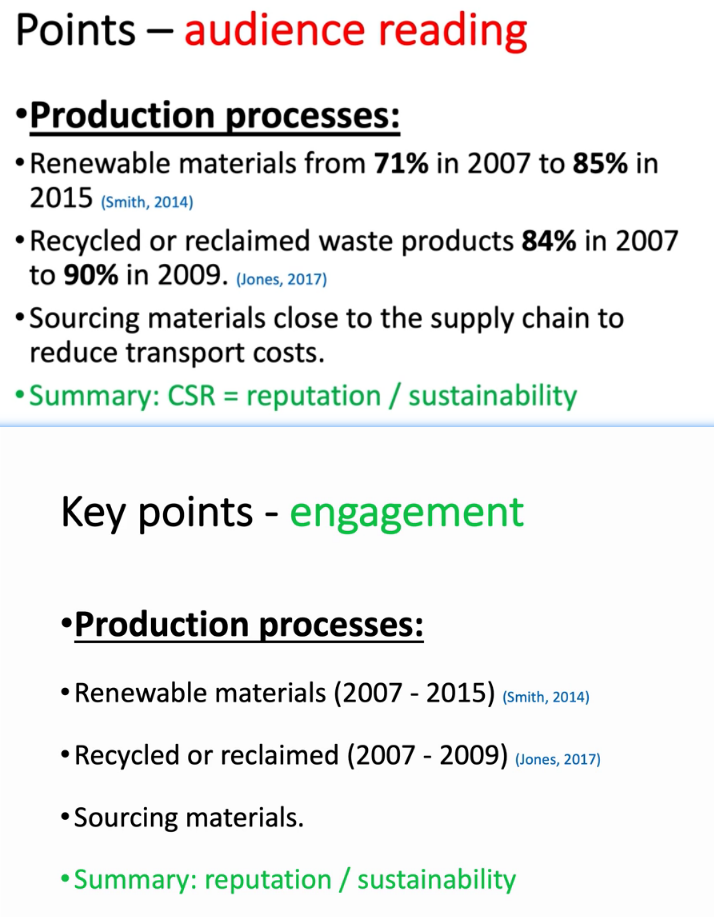 Points – audience reading
•Production processes:
•Renewable materials from 71% in 2007 to 85% in
2015 (Smith, 2014)
•Recycled or reclaimed waste products 84% in 2007
to 90% in 2009. (Jones, 2017)
•Sourcing materials close to the supply chain to
reduce transport costs.
•Summary: CSR = reputation / sustainability
Key points - engagement
•Production processes:
•Renewable materials (2007 - 2015) (Smith, 2014)
•Recycled or reclaimed (2007 - 2009) (Jones, 2017)
•Sourcing materials.
•Summary: reputation / sustainability